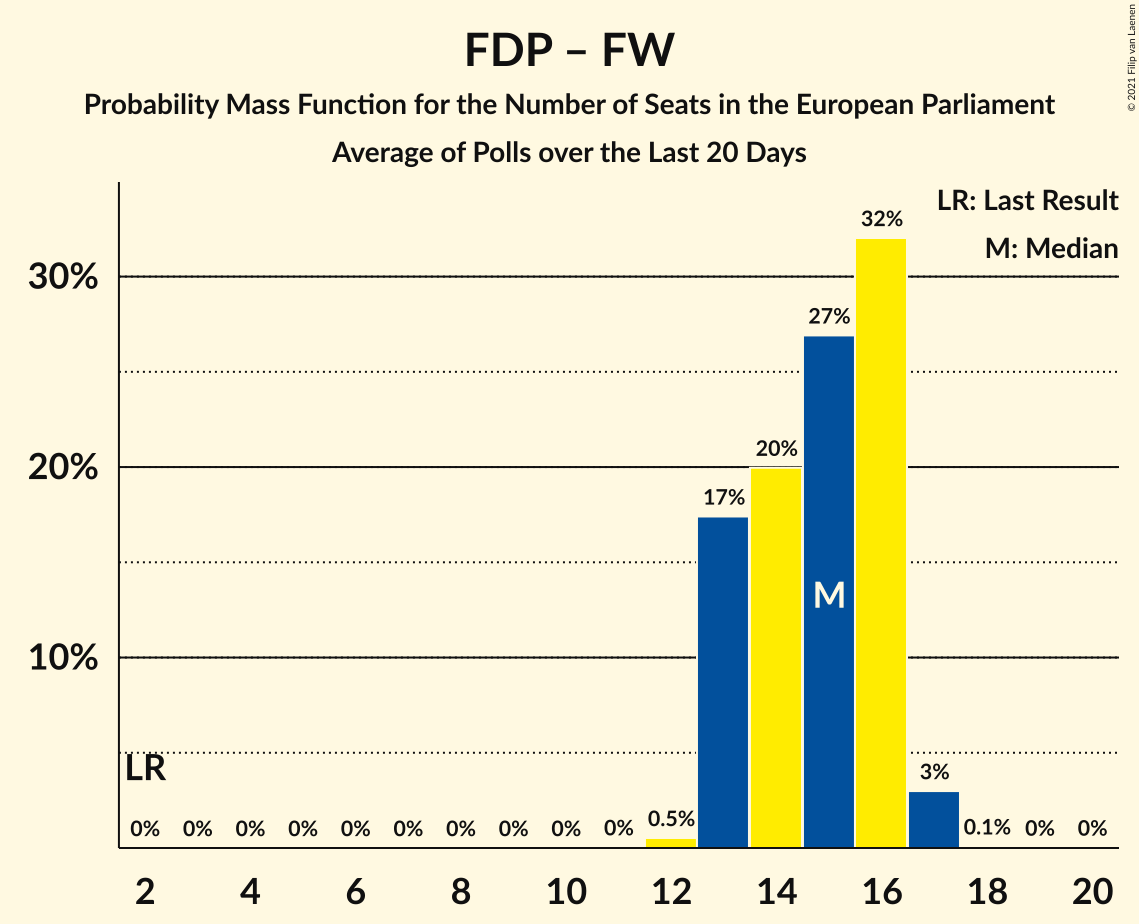 FDP – FW
Probability Mass Function for the Number of Seats in the European Parliament
Average of Polls over the Last 20 Days
© 2021 Filip van Laenen
LR: Last Result
M: Median
30%
20%
10%
LR
0% 0% 0% 0% 0% 0% 0% 0% 0% 0% 0.5% 17% 20% 27% 32% 3% 0.1% 0% 0%
M
2 4 6 8 10 12 14 16 18 20